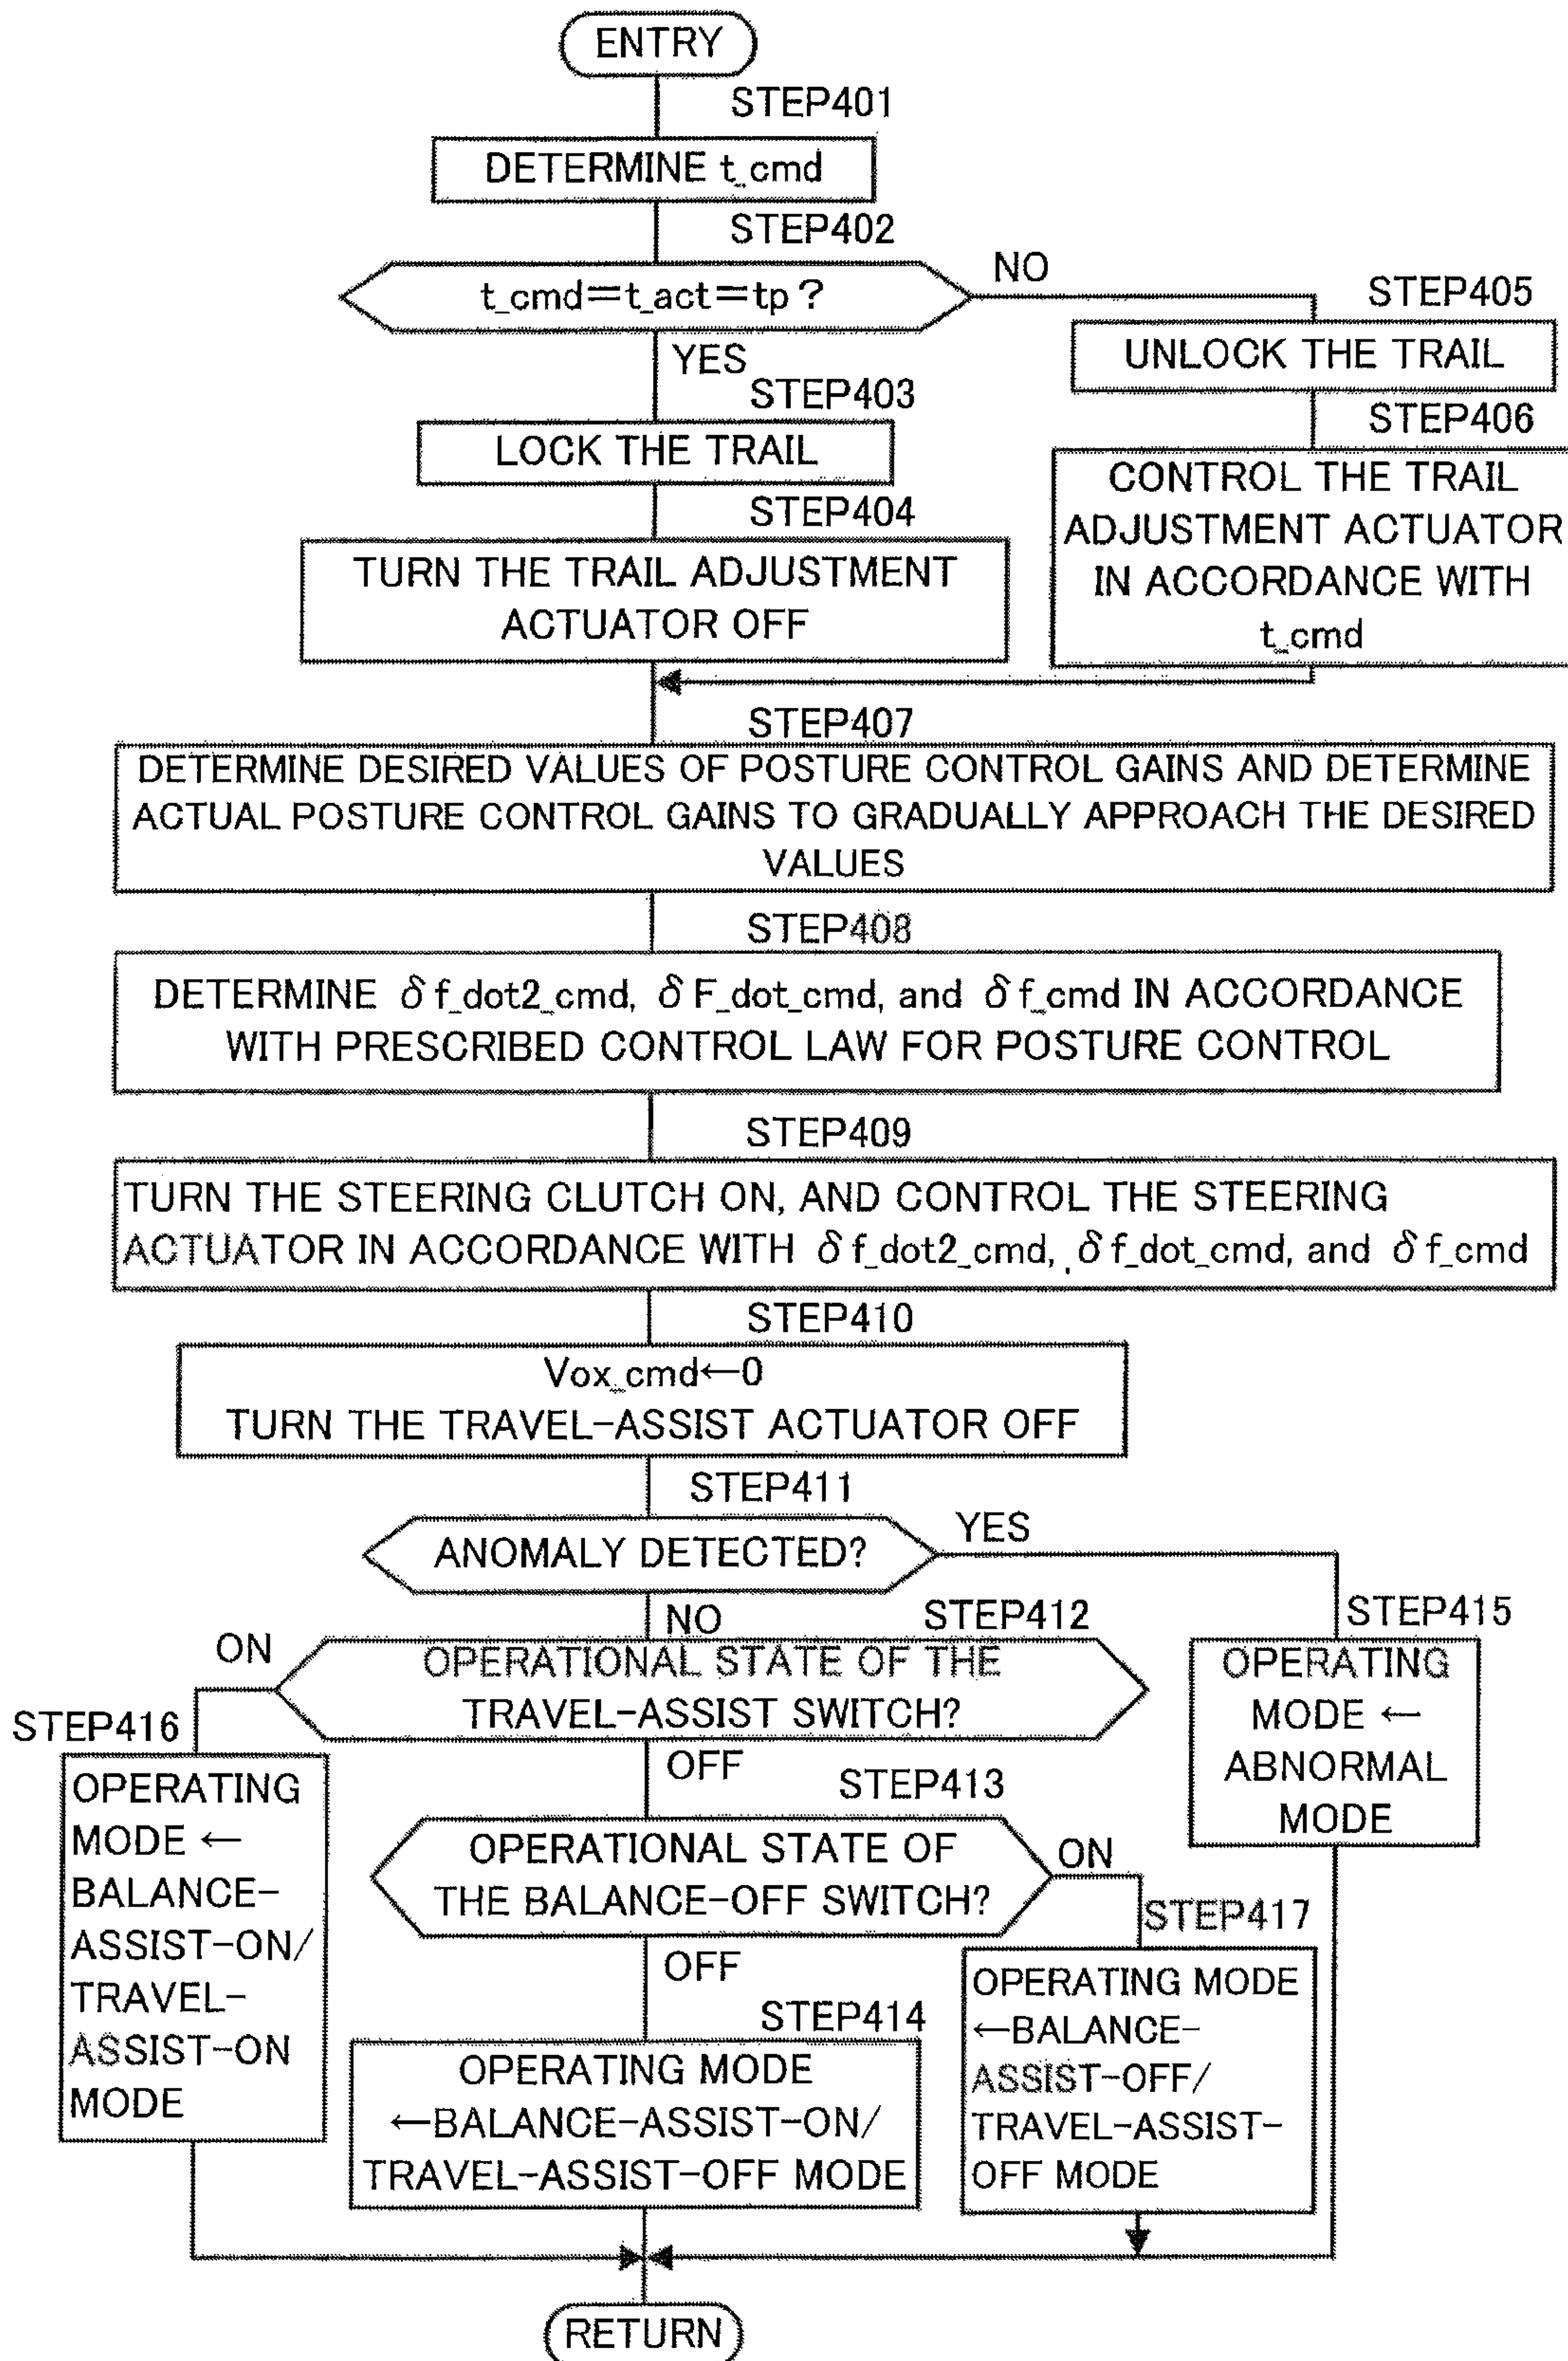 ENTRY
STEP401
DETERMINE t_cmd
STEP402
t_cmd=t_act=tp?
NO
STEP405
UNLOCK THE TRAIL
YES
STEP403
LOCK THE TRAIL
STEP406
CONTROL THE TRAIL
ADJUSTMENT ACTUATOR
IN ACCORDANCE WITH
t_cmd
STEP404
TURN THE TRAIL ADJUSTMENT
ACTUATOR OFF
STEP407
DETERMINE DESIRED VALUES OF POSTURE CONTROL GAINS AND DETERMINE
ACTUAL POSTURE CONTROL GAINS TO GRADUALLY APPROACH THE DESIRED
VALUES
STEP408
DETERMINE δf_dot2_cmd, δF_dot_cmd, and δf_cmd IN ACCORDANCE
WITH PRESCRIBED CONTROL LAW FOR POSTURE CONTROL
STEP409
TURN THE STEERING CLUTCH ON, AND CONTROL THE STEERING
ACTUATOR IN ACCORDANCE WITH δf_dot2_cmd, δf_dot_cmd, and δf_cmd
STEP410
Vox_cmd←0
TURN THE TRAVEL-ASSIST ACTUATOR OFF
STEP411
ANOMALY DETECTED?
YES
NO
STEP412
OPERATIONAL STATE OF THE
TRAVEL-ASSIST SWITCH?
ON
STEP415
OPERATING
MODE ←
ABNORMAL
MODE
STEP416
OPERATING
MODE ←
BALANCE-
ASSIST-ON/
TRAVEL-
ASSIST-ON
MODE
OFF
STEP413
OPERATIONAL STATE OF
THE BALANCE-OFF SWITCH?
ON
STEP417
OPERATING MODE
←BALANCE-
ASSIST-OFF/
TRAVEL-ASSIST-
OFF MODE
OFF
STEP414
OPERATING MODE
←BALANCE-ASSIST-ON/
TRAVEL-ASSIST-OFF MODE
RETURN